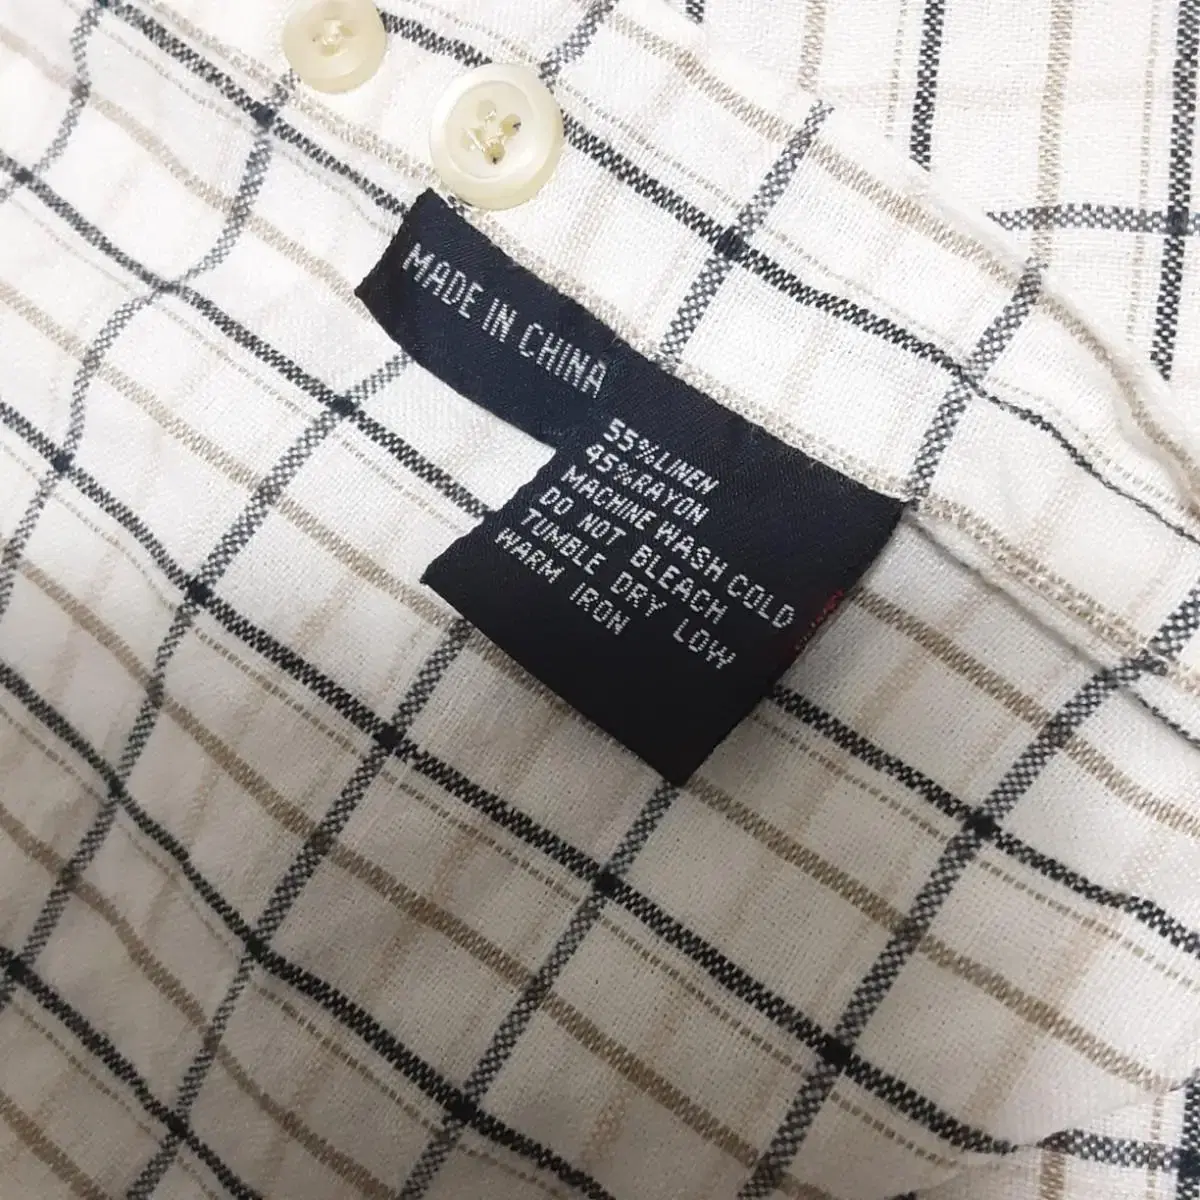 MADE IN CHINA
55%LINEN
45%RAYON
MACHINE WASH COLD
DO NOT BLEACH
TUMBLE DRY LOW
WARM IRON